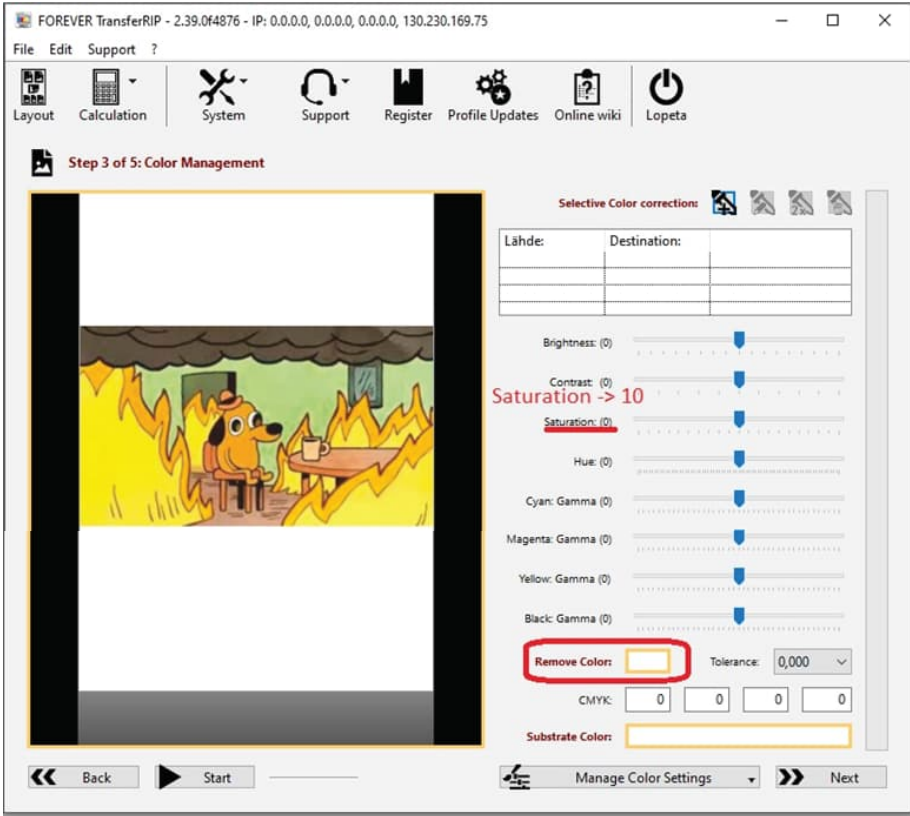 FOREVER TransferRIP - 2.39.0f4876 - IP: 0.0.0.0, 0.0.0.0, 0.0.0.0, 130.230.169.75
File Edit Support ?
Layout Calculation System Support Register Profile Updates Online wiki Lopeta
Step 3 of 5: Color Management
Selective Color correction:
Lähde: Destination:
Brightness: (0)
Contrast: (0)
Saturation -> 10
Saturation: (0)
Hue: (0)
Cyan: Gamma (0)
Magenta: Gamma (0)
Yellow: Gamma (0)
Black: Gamma (0)
Remove Color: Tolerance: 0,000
CMYK: 0 0 0 0
Substrate Color:
Back Start Manage Color Settings Next